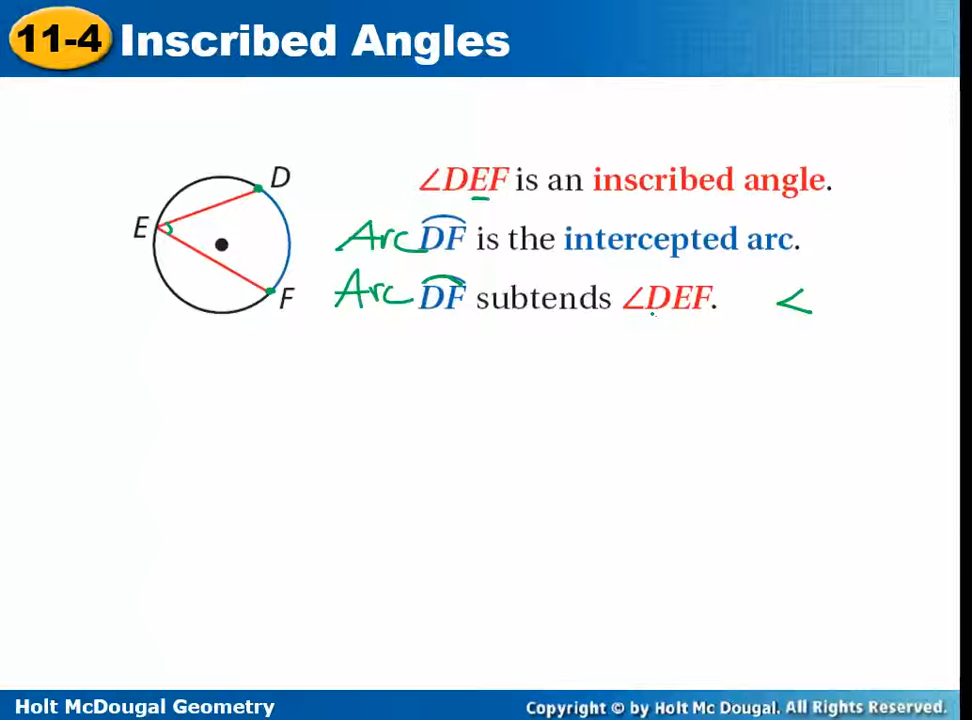 11-4 Inscribed Angles
D
∠DEF is an inscribed angle.
E
Arc DF is the intercepted arc.
Arc DF subtends ∠DEF. <
F
Holt McDougal Geometry
Copyright © by Holt Mc Dougal. All Rights Reserved.